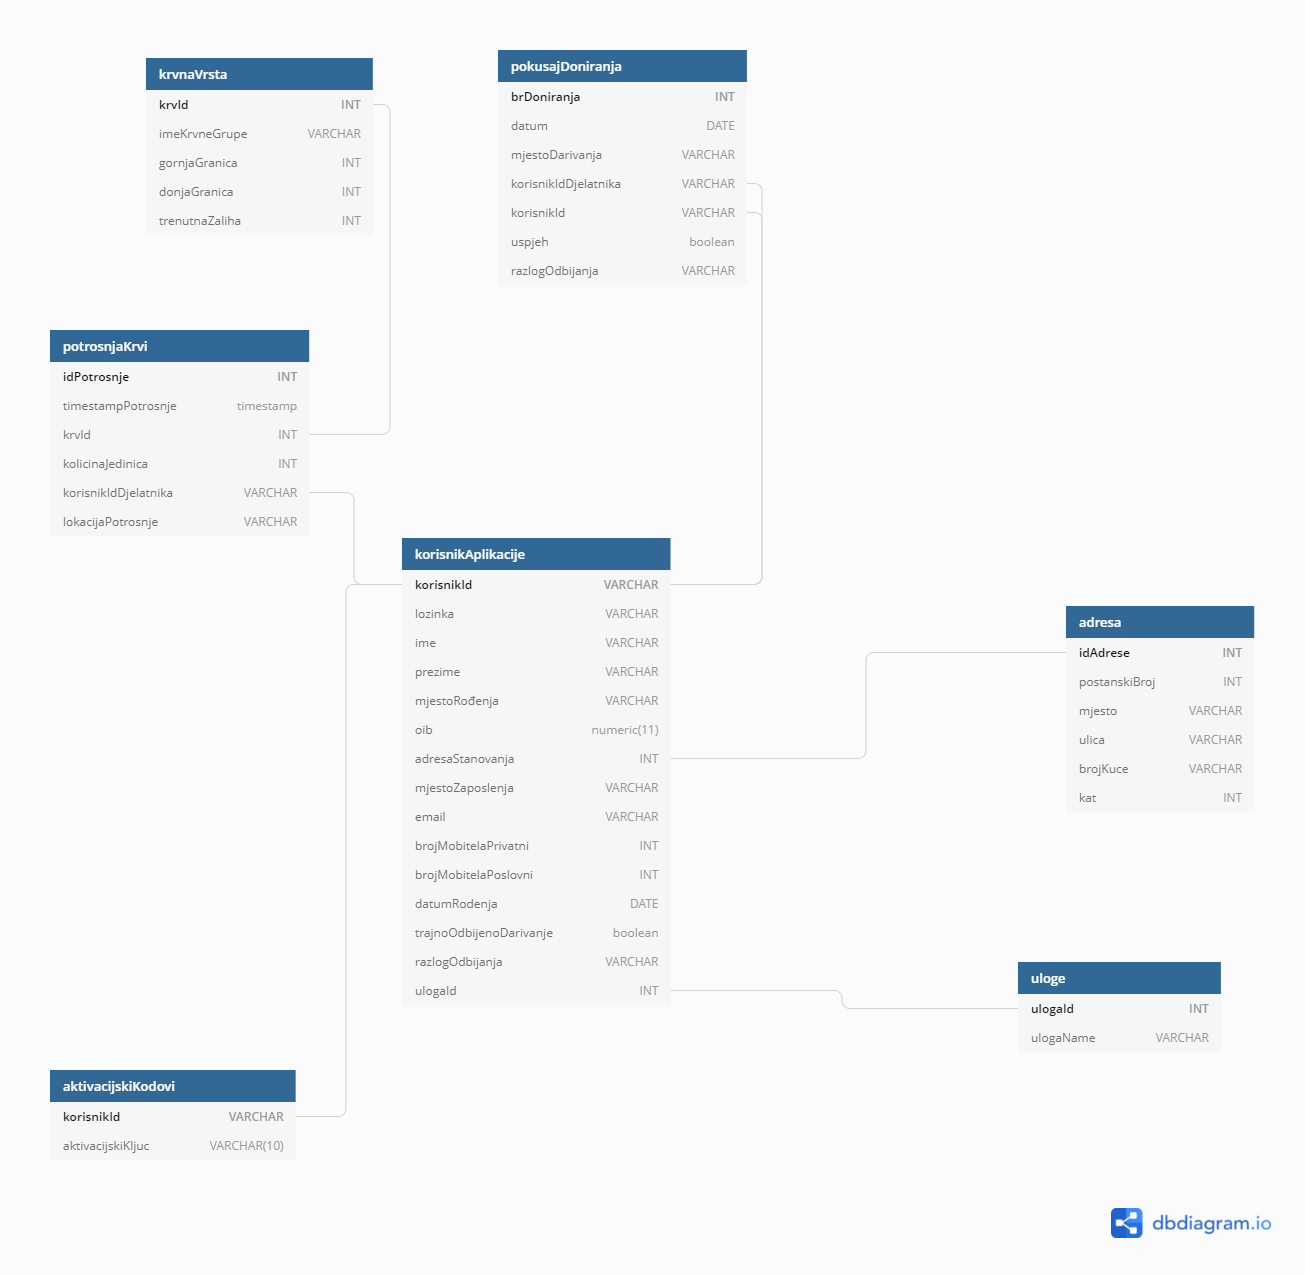 krvnaVrsta
krvId INT
imeKrvneGrupe VARCHAR
gornjaGranica INT
donjaGranica INT
trenutnaZaliha INT
pokusajDoniranja
brDoniranja INT
datum DATE
mjestoDarivanja VARCHAR
korisnikIdDjelatnika VARCHAR
korisnikId VARCHAR
uspjeh boolean
razlogOdbijanja VARCHAR
potrosnjaKrvi
idPotrosnje INT
timestampPotrosnje timestamp
krvId INT
kolicinaJedinica INT
korisnikIdDjelatnika VARCHAR
lokacijaPotrosnje VARCHAR
korisnikAplikacije
korisnikId VARCHAR
lozinka VARCHAR
ime VARCHAR
prezime VARCHAR
mjestoRođenja VARCHAR
oib numeric(11)
adresaStanovanja INT
mjestoZaposlenja VARCHAR
email VARCHAR
brojMobitelaPrivatni INT
brojMobitelaPoslovni INT
datumRodenja DATE
trajnoOdbijenoDarivanje boolean
razlogOdbijanja VARCHAR
ulogaId INT
adresa
idAdrese INT
postanskiBroj INT
mjesto VARCHAR
ulica VARCHAR
brojKuce VARCHAR
kat INT
uloge
ulogaId INT
ulogaName VARCHAR
aktivacijskiKodovi
korisnikId VARCHAR
aktivacijskiKljuc VARCHAR(10)
dbdiagram.io